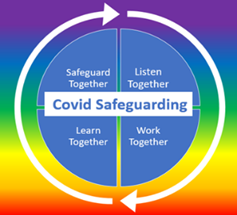 Safeguard
Together
Listen
Together
Covid Safeguarding
Learn
Together
Work
Together